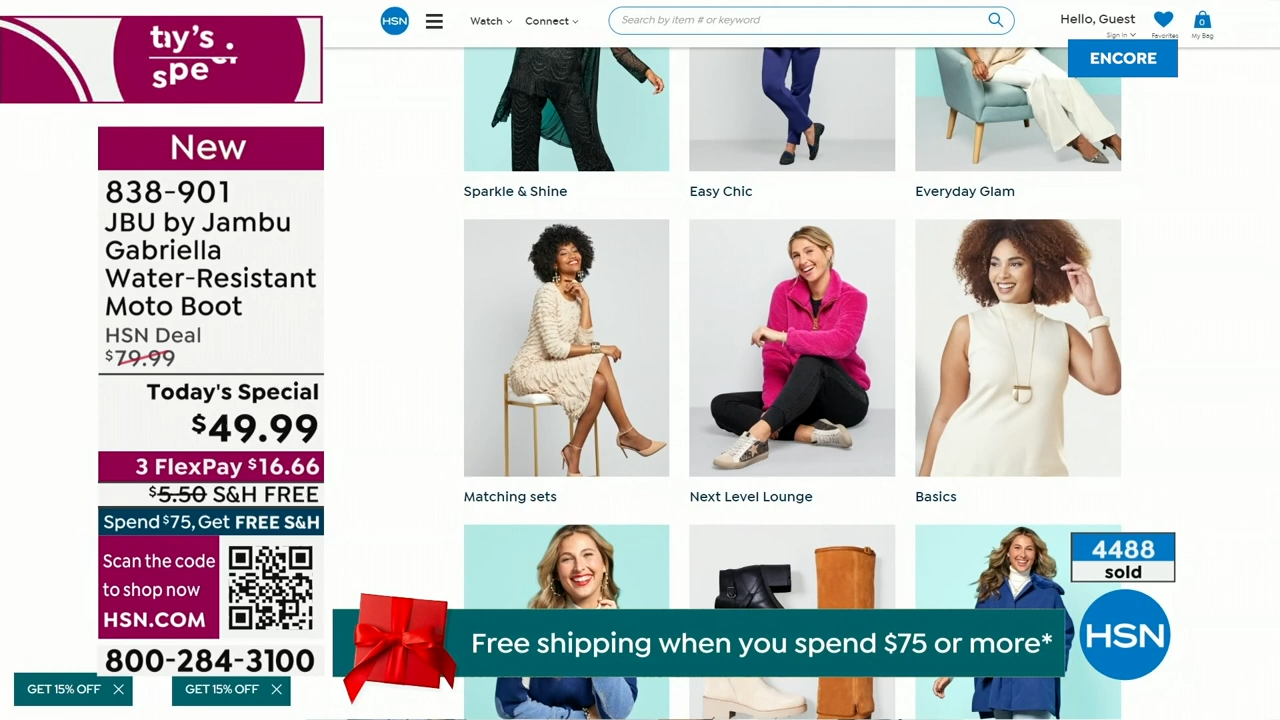 HSN
Watch
Connect
Search by item # or keyword
Hello, Guest
Sign In
Favorites
0
My Bag
ENCORE
New
838-901
JBU by Jambu
Gabriella
Water-Resistant
Moto Boot
HSN Deal
$79.99
Today's Special
$49.99
3 FlexPay $16.66
$5.50 S&H FREE
Spend $75, Get FREE S&H
Scan the code
to shop now
HSN.COM
800-284-3100
GET 15% OFF
GET 15% OFF
Sparkle & Shine
Easy Chic
Everyday Glam
Matching sets
Next Level Lounge
Basics
4488
sold
Free shipping when you spend $75 or more*
HSN